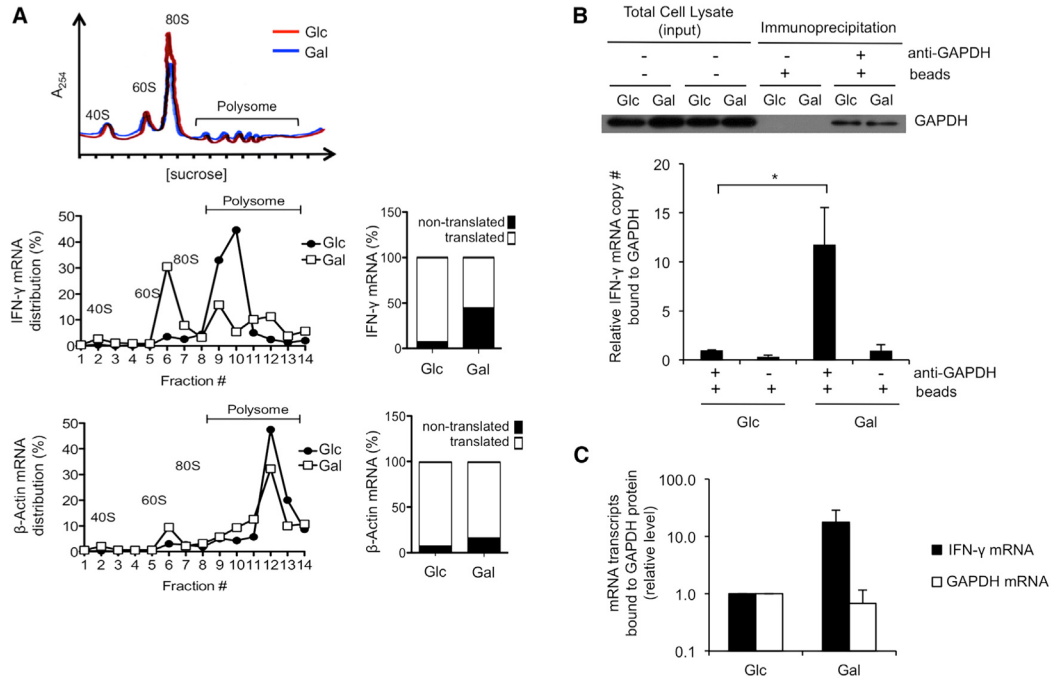 A
80S
Glc
Gal
A254
60S
40S
Polysome
[sucrose]
Polysome
IFN-γ mRNA
distribution (%)
50
40
30
20
10
0
80S
60S
40S
Glc
Gal
1 2 3 4 5 6 7 8 9 10 11 12 13 14
Fraction #
IFN-γ mRNA (%)
150
100
50
0
non-translated
translated
Glc Gal
Polysome
β-Actin mRNA
distribution (%)
50
40
30
20
10
0
80S
60S
40S
Glc
Gal
1 2 3 4 5 6 7 8 9 10 11 12 13 14
Fraction #
β-Actin mRNA (%)
150
100
50
0
non-translated
translated
Glc Gal
B
Total Cell Lysate
(input)
Immunoprecipitation
- - - + anti-GAPDH
- - + + beads
Glc Gal Glc Gal Glc Gal Glc Gal
GAPDH
Relative IFN-γ mRNA copy #
bound to GAPDH
20
15
10
5
0
*
+ - + - anti-GAPDH
+ + + + beads
Glc Gal
C
mRNA transcripts
bound to GAPDH protein
(relative level)
100.0
10.0
1.0
0.1
IFN-γ mRNA
GAPDH mRNA
Glc Gal